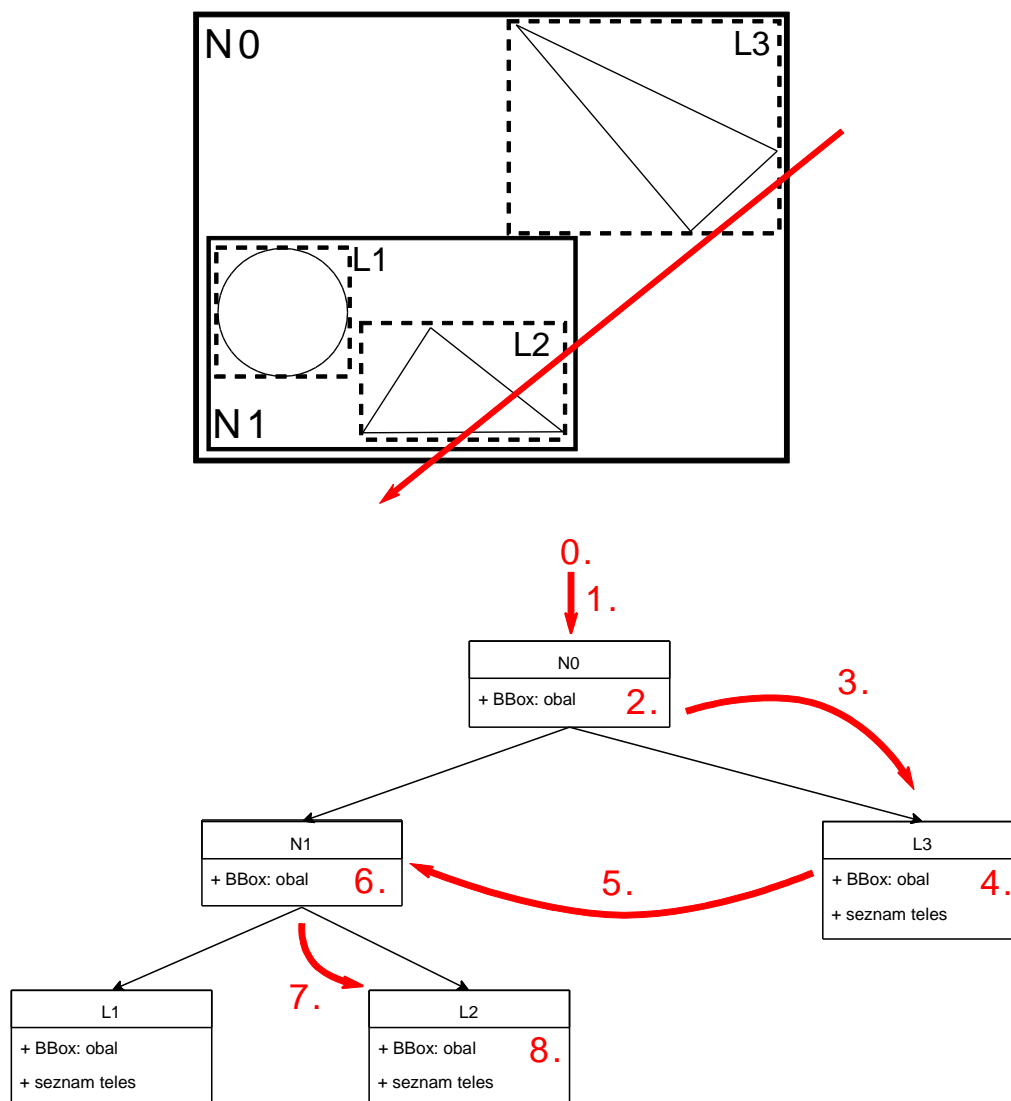 N0
L3
L1
L2
N1
0.
1.
N0
+ BBox: obal
2.
3.
N1
+ BBox: obal
6.
5.
L3
+ BBox: obal
4.
+ seznam teles
7.
L1
+ BBox: obal
+ seznam teles
L2
+ BBox: obal
8.
+ seznam teles